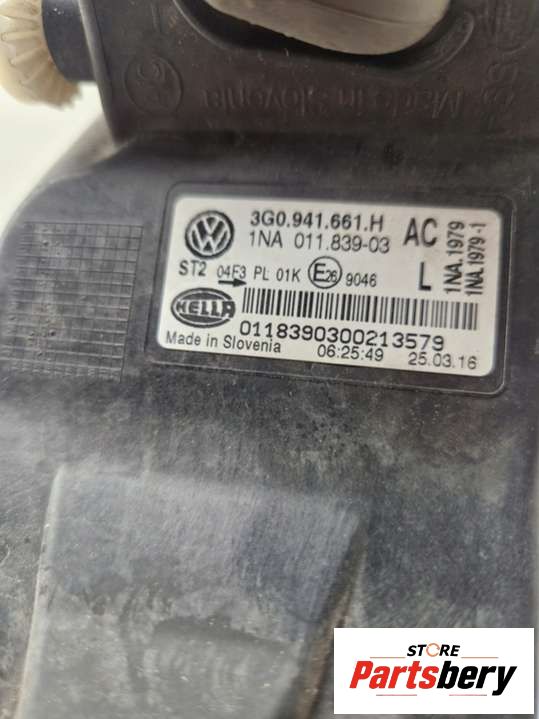 Made in Slovenia
3G0.941.661.H AC
1NA 011.839-03
ST2 04F3 PL 01K E26 9046 L
1NA.1979
1NA.1979-1
HELLA
0118390300213579
Made in Slovenia 06:25:49 25.03.16
STORE
Partsbery